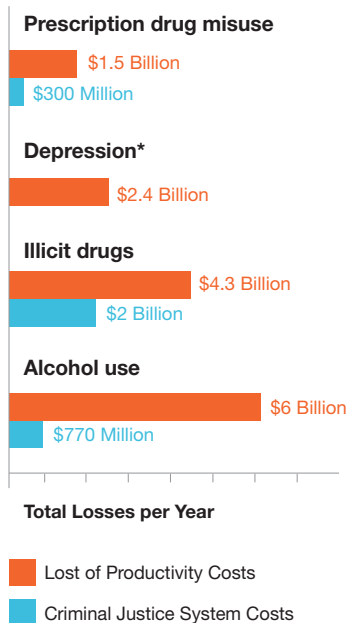 Prescription drug misuse
$1.5 Billion
$300 Million
Depression*
$2.4 Billion
Illicit drugs
$4.3 Billion
$2 Billion
Alcohol use
$6 Billion
$770 Million
Total Losses per Year
Lost of Productivity Costs
Criminal Justice System Costs